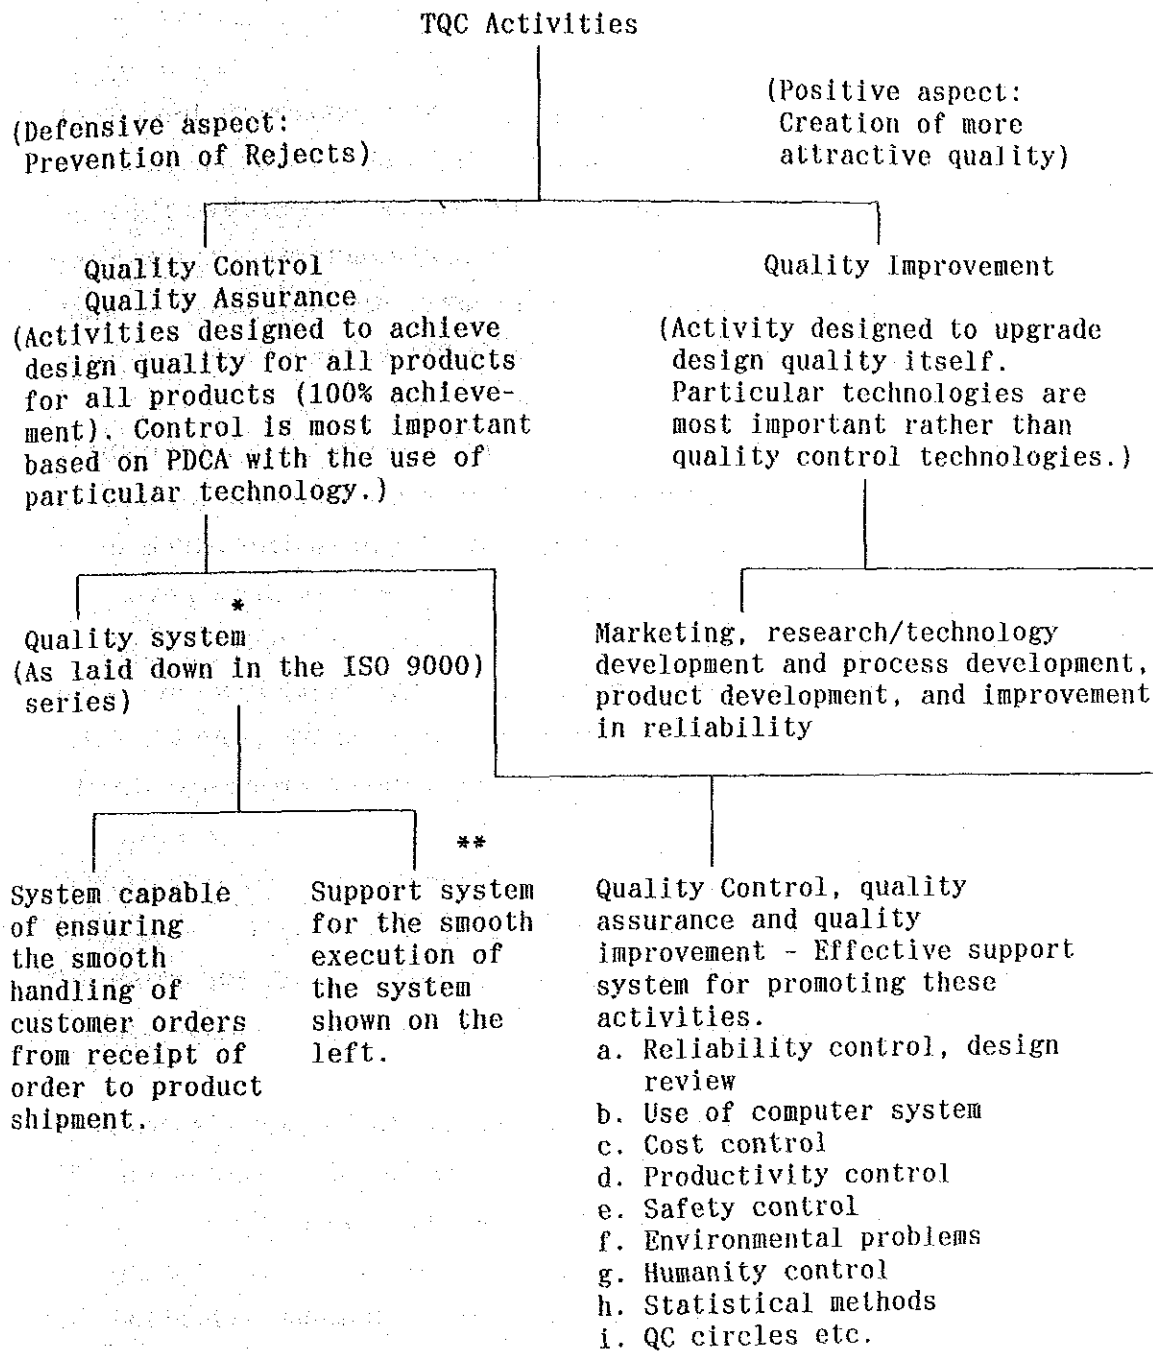 TQC Activities
(Defensive aspect:
Prevention of Rejects)
(Positive aspect:
Creation of more
attractive quality)
Quality Control
Quality Assurance
(Activities designed to achieve
design quality for all products
for all products (100% achieve-
ment). Control is most important
based on PDCA with the use of
particular technology.)
Quality Improvement
(Activity designed to upgrade
design quality itself.
Particular technologies are
most important rather than
quality control technologies.)
*
Quality system
(As laid down in the ISO 9000)
series)
Marketing, research/technology
development and process development,
product development, and improvement
in reliability
System capable
of ensuring
the smooth
handling of
customer orders
from receipt of
order to product
shipment.
**
Support system
for the smooth
execution of
the system
shown on the
left.
Quality Control, quality
assurance and quality
improvement - Effective support
system for promoting these
activities.
a. Reliability control, design
review
b. Use of computer system
c. Cost control
d. Productivity control
e. Safety control
f. Environmental problems
g. Humanity control
h. Statistical methods
i. QC circles etc.